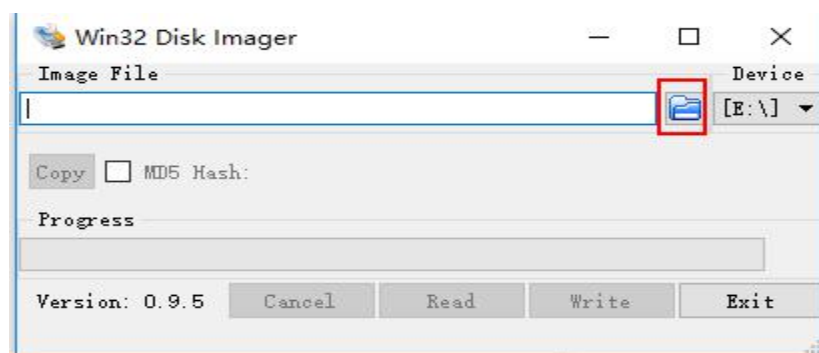 Win32 Disk Imager
Image File Device
[E:\]
Copy MD5 Hash:
Progress
Version: 0.9.5 Cancel Read Write Exit